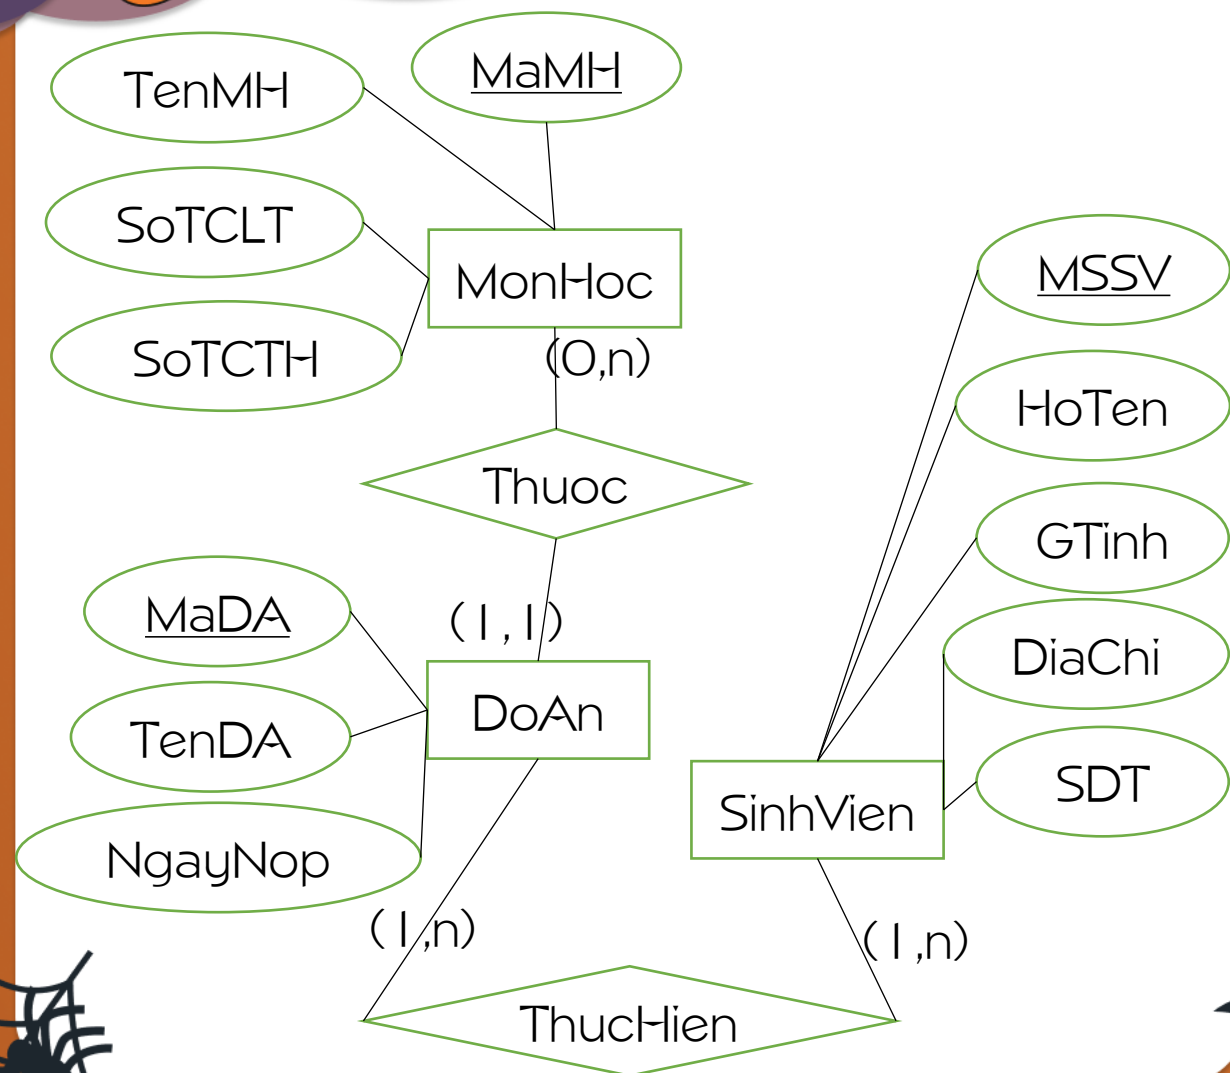 TenMH
MaMH
SoTCLT
SoTCTH
MonHoc
(0,n)
Thuoc
(1,1)
MaDA
TenDA
NgayNop
DoAn
(1,n)
MSSV
HoTen
GTinh
DiaChi
SDT
SinhVien
(1,n)
ThucHien